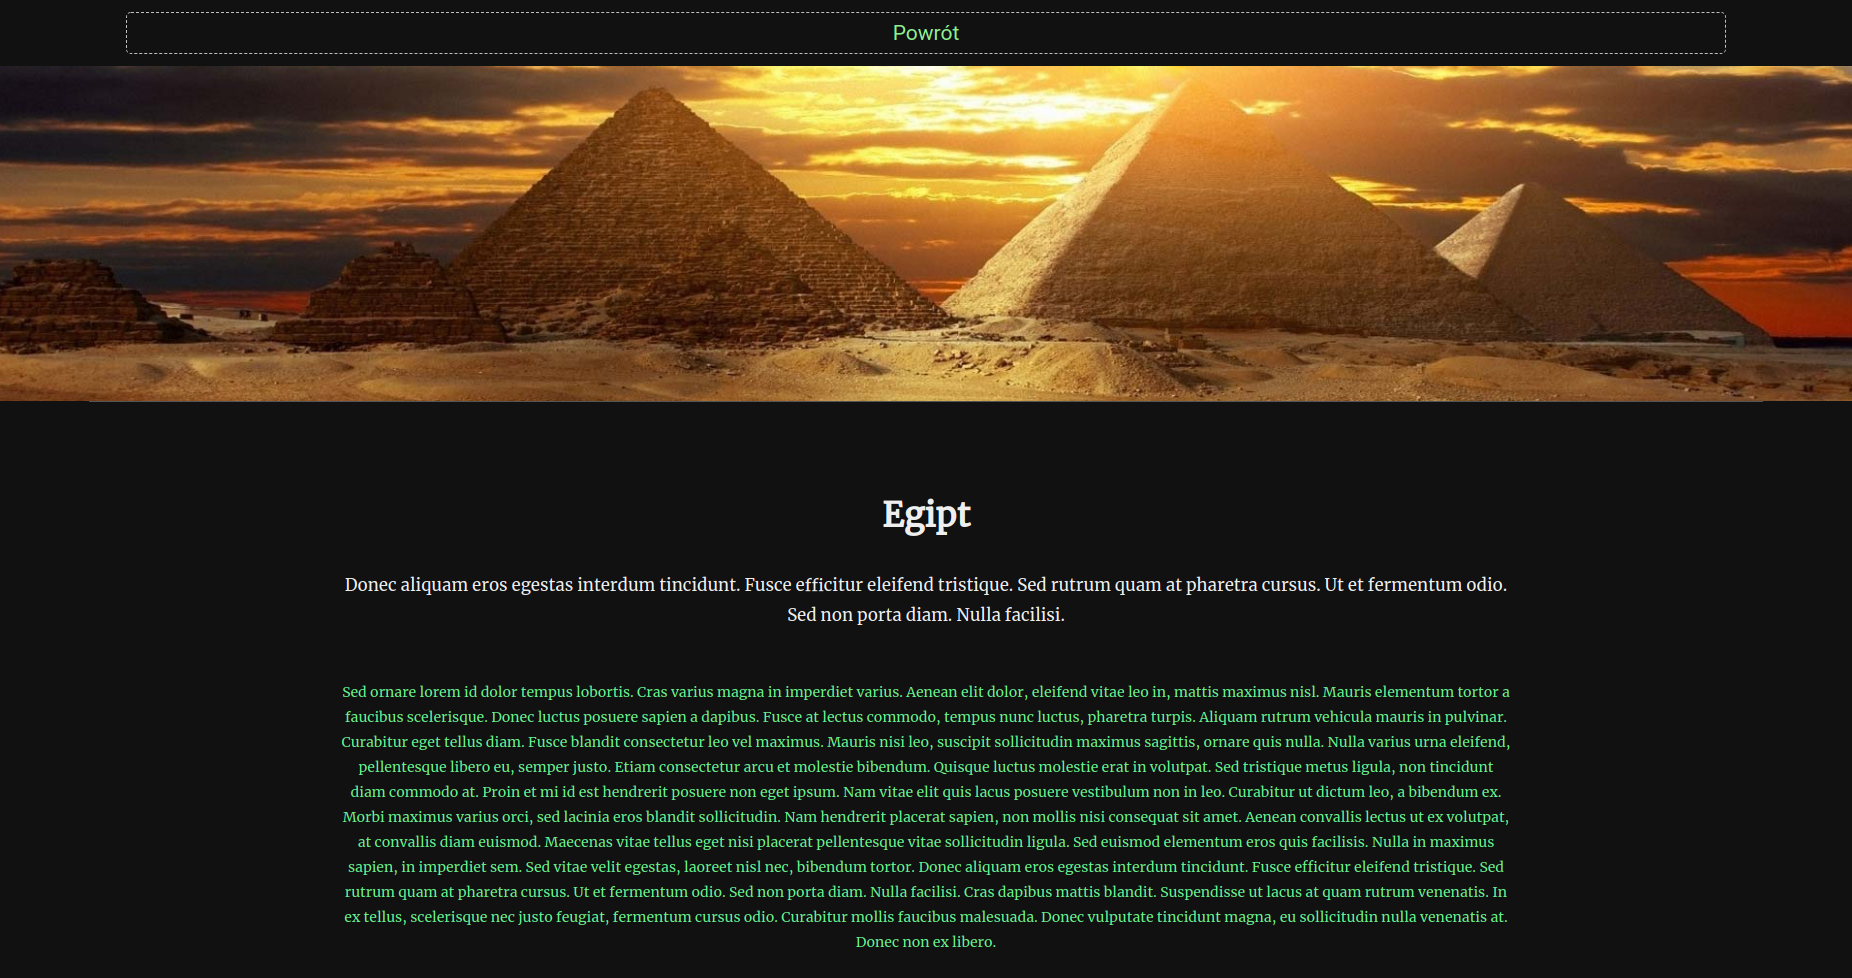 Powrót
Egipt
Donec aliquam eros egestas interdum tincidunt. Fusce efficitur eleifend tristique. Sed rutrum quam at pharetra cursus. Ut et fermentum odio.
Sed non porta diam. Nulla facilisi.
Sed ornare lorem id dolor tempus lobortis. Cras varius magna in imperdiet varius. Aenean elit dolor, eleifend vitae leo in, mattis maximus nisl. Mauris elementum tortor a
faucibus scelerisque. Donec luctus posuere sapien a dapibus. Fusce at lectus commodo, tempus nunc luctus, pharetra turpis. Aliquam rutrum vehicula mauris in pulvinar.
Curabitur eget tellus diam. Fusce blandit consectetur leo vel maximus. Mauris nisi leo, suscipit sollicitudin maximus sagittis, ornare quis nulla. Nulla varius urna eleifend,
pellentesque libero eu, semper justo. Etiam consectetur arcu et molestie bibendum. Quisque luctus molestie erat in volutpat. Sed tristique metus ligula, non tincidunt
diam commodo at. Proin et mi id est hendrerit posuere non eget ipsum. Nam vitae elit quis lacus posuere vestibulum non in leo. Curabitur ut dictum leo, a bibendum ex.
Morbi maximus varius orci, sed lacinia eros blandit sollicitudin. Nam hendrerit placerat sapien, non mollis nisi consequat sit amet. Aenean convallis lectus ut ex volutpat,
at convallis diam euismod. Maecenas vitae tellus eget nisi placerat pellentesque vitae sollicitudin ligula. Sed euismod elementum eros quis facilisis. Nulla in maximus
sapien, in imperdiet sem. Sed vitae velit egestas, laoreet nisl nec, bibendum tortor. Donec aliquam eros egestas interdum tincidunt. Fusce efficitur eleifend tristique. Sed
rutrum quam at pharetra cursus. Ut et fermentum odio. Sed non porta diam. Nulla facilisi. Cras dapibus mattis blandit. Suspendisse ut lacus at quam rutrum venenatis. In
ex tellus, scelerisque nec justo feugiat, fermentum cursus odio. Curabitur mollis faucibus malesuada. Donec vulputate tincidunt magna, eu sollicitudin nulla venenatis at.
Donec non ex libero.